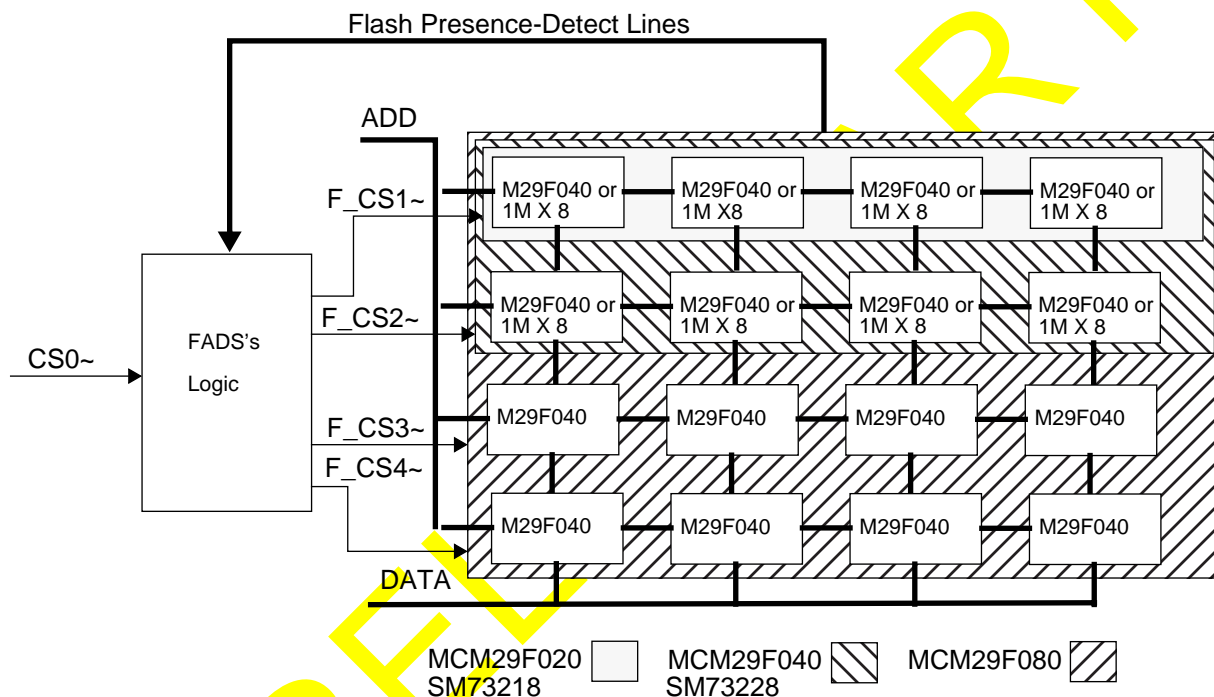 Flash Presence-Detect Lines
ADD
F_CS1~
F_CS2~
F_CS3~
F_CS4~
CS0~
FADS's
Logic
M29F040 or
1M X 8
M29F040 or
1M X8
M29F040 or
1M X 8
M29F040 or
1M X 8
M29F040 or
1M X 8
M29F040 or
1M X 8
M29F040 or
1M X 8
M29F040 or
1M X 8
M29F040
M29F040
M29F040
M29F040
M29F040
M29F040
M29F040
M29F040
DATA
MCM29F020
SM73218
MCM29F040
SM73228
MCM29F080